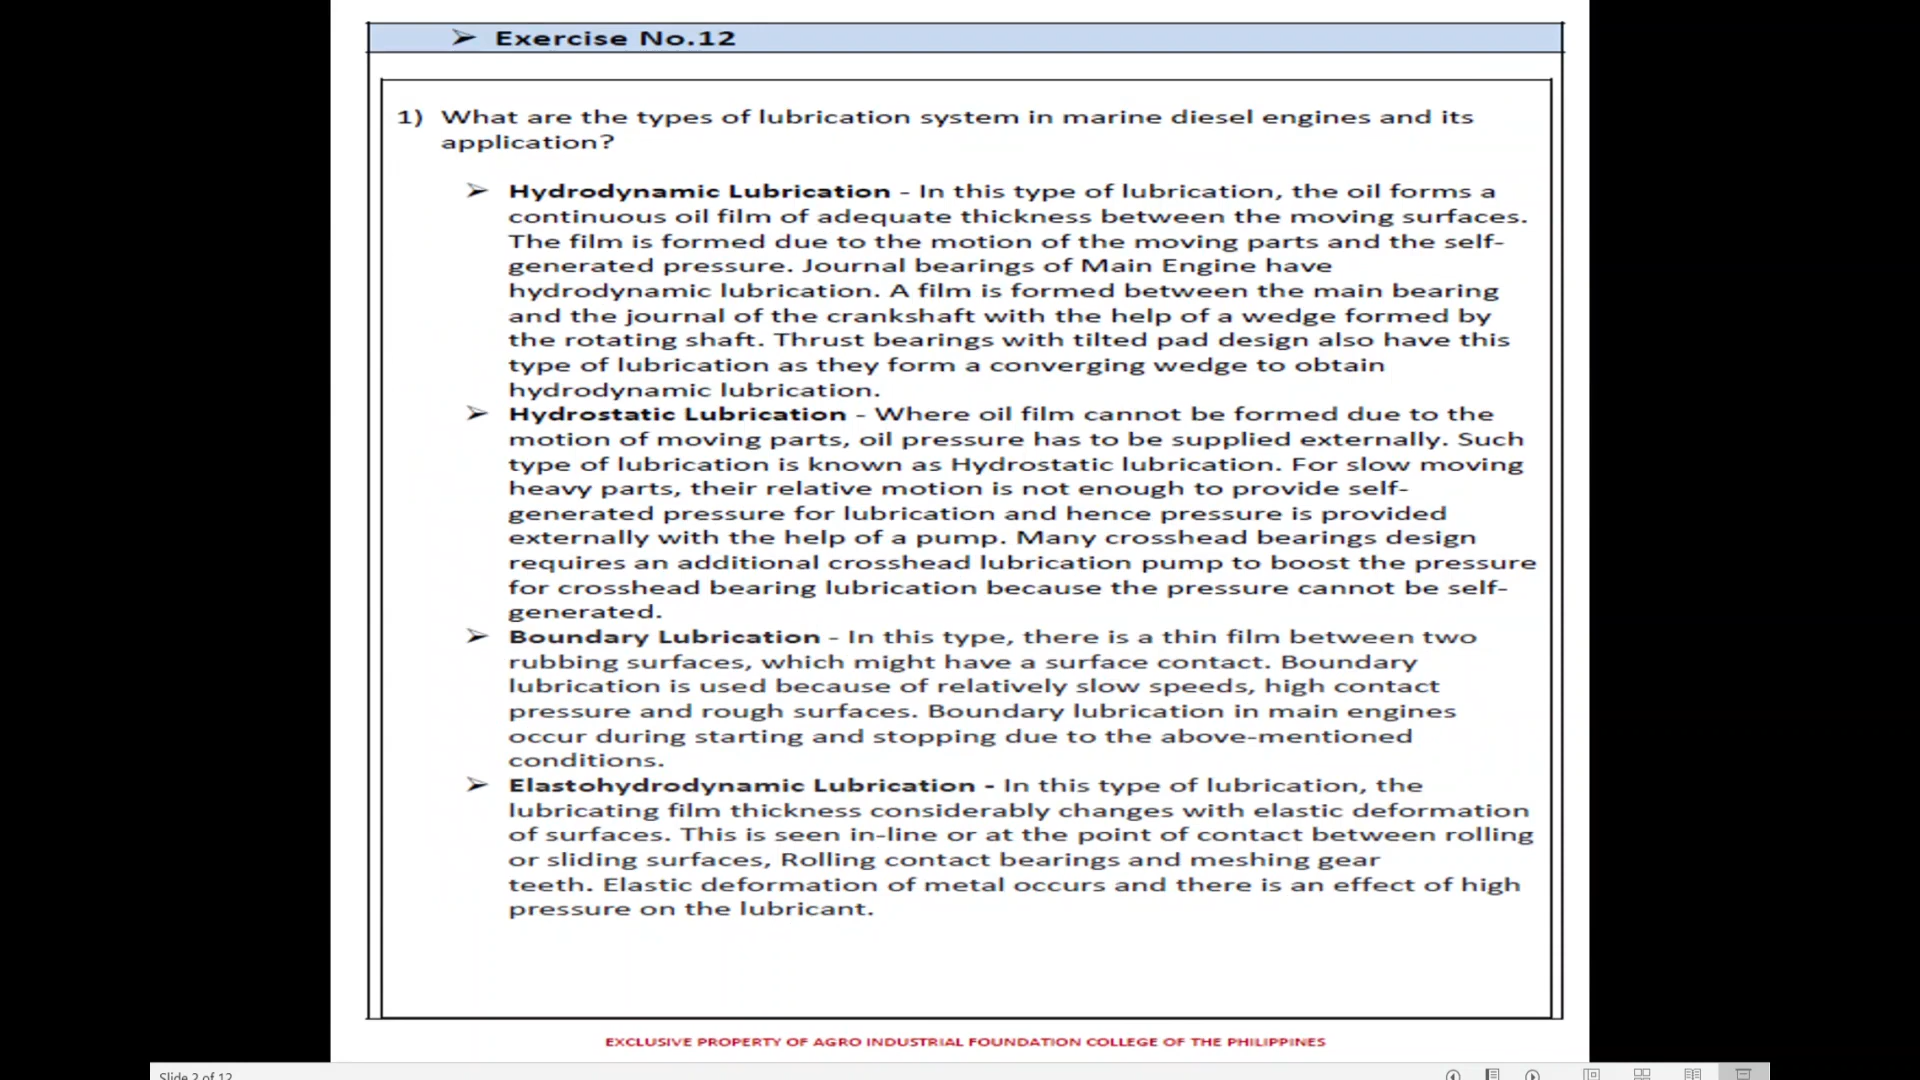 ➢ Exercise No.12
1) What are the types of lubrication system in marine diesel engines and its
application?
➢ Hydrodynamic Lubrication - In this type of lubrication, the oil forms a
continuous oil film of adequate thickness between the moving surfaces.
The film is formed due to the motion of the moving parts and the self-
generated pressure. Journal bearings of Main Engine have
hydrodynamic lubrication. A film is formed between the main bearing
and the journal of the crankshaft with the help of a wedge formed by
the rotating shaft. Thrust bearings with tilted pad design also have this
type of lubrication as they form a converging wedge to obtain
hydrodynamic lubrication.
➢ Hydrostatic Lubrication - Where oil film cannot be formed due to the
motion of moving parts, oil pressure has to be supplied externally. Such
type of lubrication is known as Hydrostatic lubrication. For slow moving
heavy parts, their relative motion is not enough to provide self-
generated pressure for lubrication and hence pressure is provided
externally with the help of a pump. Many crosshead bearings design
requires an additional crosshead lubrication pump to boost the pressure
for crosshead bearing lubrication because the pressure cannot be self-
generated.
➢ Boundary Lubrication - In this type, there is a thin film between two
rubbing surfaces, which might have a surface contact. Boundary
lubrication is used because of relatively slow speeds, high contact
pressure and rough surfaces. Boundary lubrication in main engines
occur during starting and stopping due to the above-mentioned
conditions.
➢ Elastohydrodynamic Lubrication - In this type of lubrication, the
lubricating film thickness considerably changes with elastic deformation
of surfaces. This is seen in-line or at the point of contact between rolling
or sliding surfaces, Rolling contact bearings and meshing gear
teeth. Elastic deformation of metal occurs and there is an effect of high
pressure on the lubricant.
EXCLUSIVE PROPERTY OF AGRO INDUSTRIAL FOUNDATION COLLEGE OF THE PHILIPPINES
Slide 2 of 12